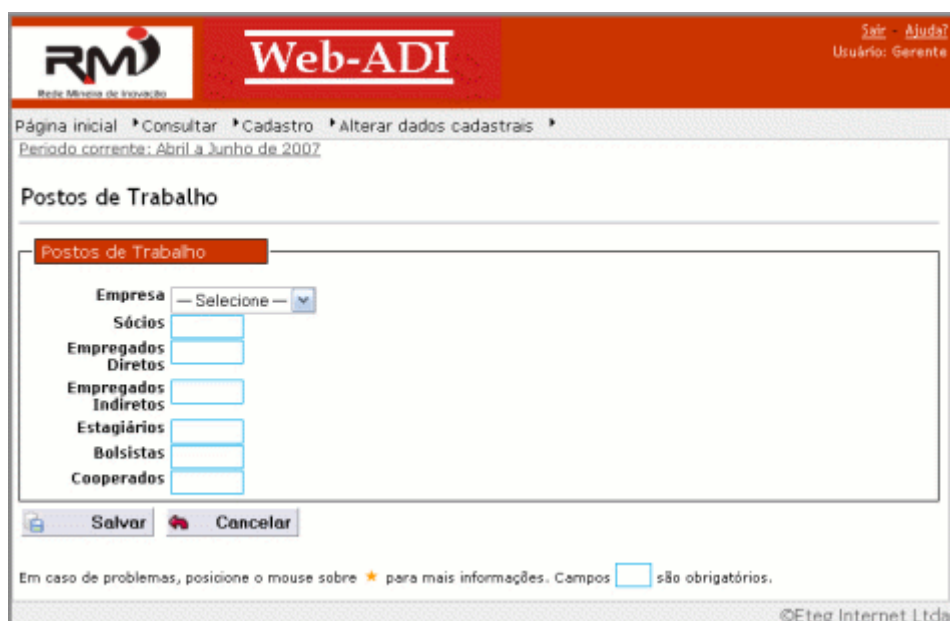 RMI
Rede Mineira de Inovação
Web-ADI
Sair - Ajuda?
Usuário: Gerente
Página inicial Consultar Cadastro Alterar dados cadastrais
Periodo corrente: Abril a Junho de 2007
Postos de Trabalho
Postos de Trabalho
Empresa — Selecione —
Sócios
Empregados
Diretos
Empregados
Indiretos
Estagiários
Bolsistas
Cooperados
Salvar Cancelar
Em caso de problemas, posicione o mouse sobre ★ para mais informações. Campos são obrigatórios.
©Eteg Internet Ltda